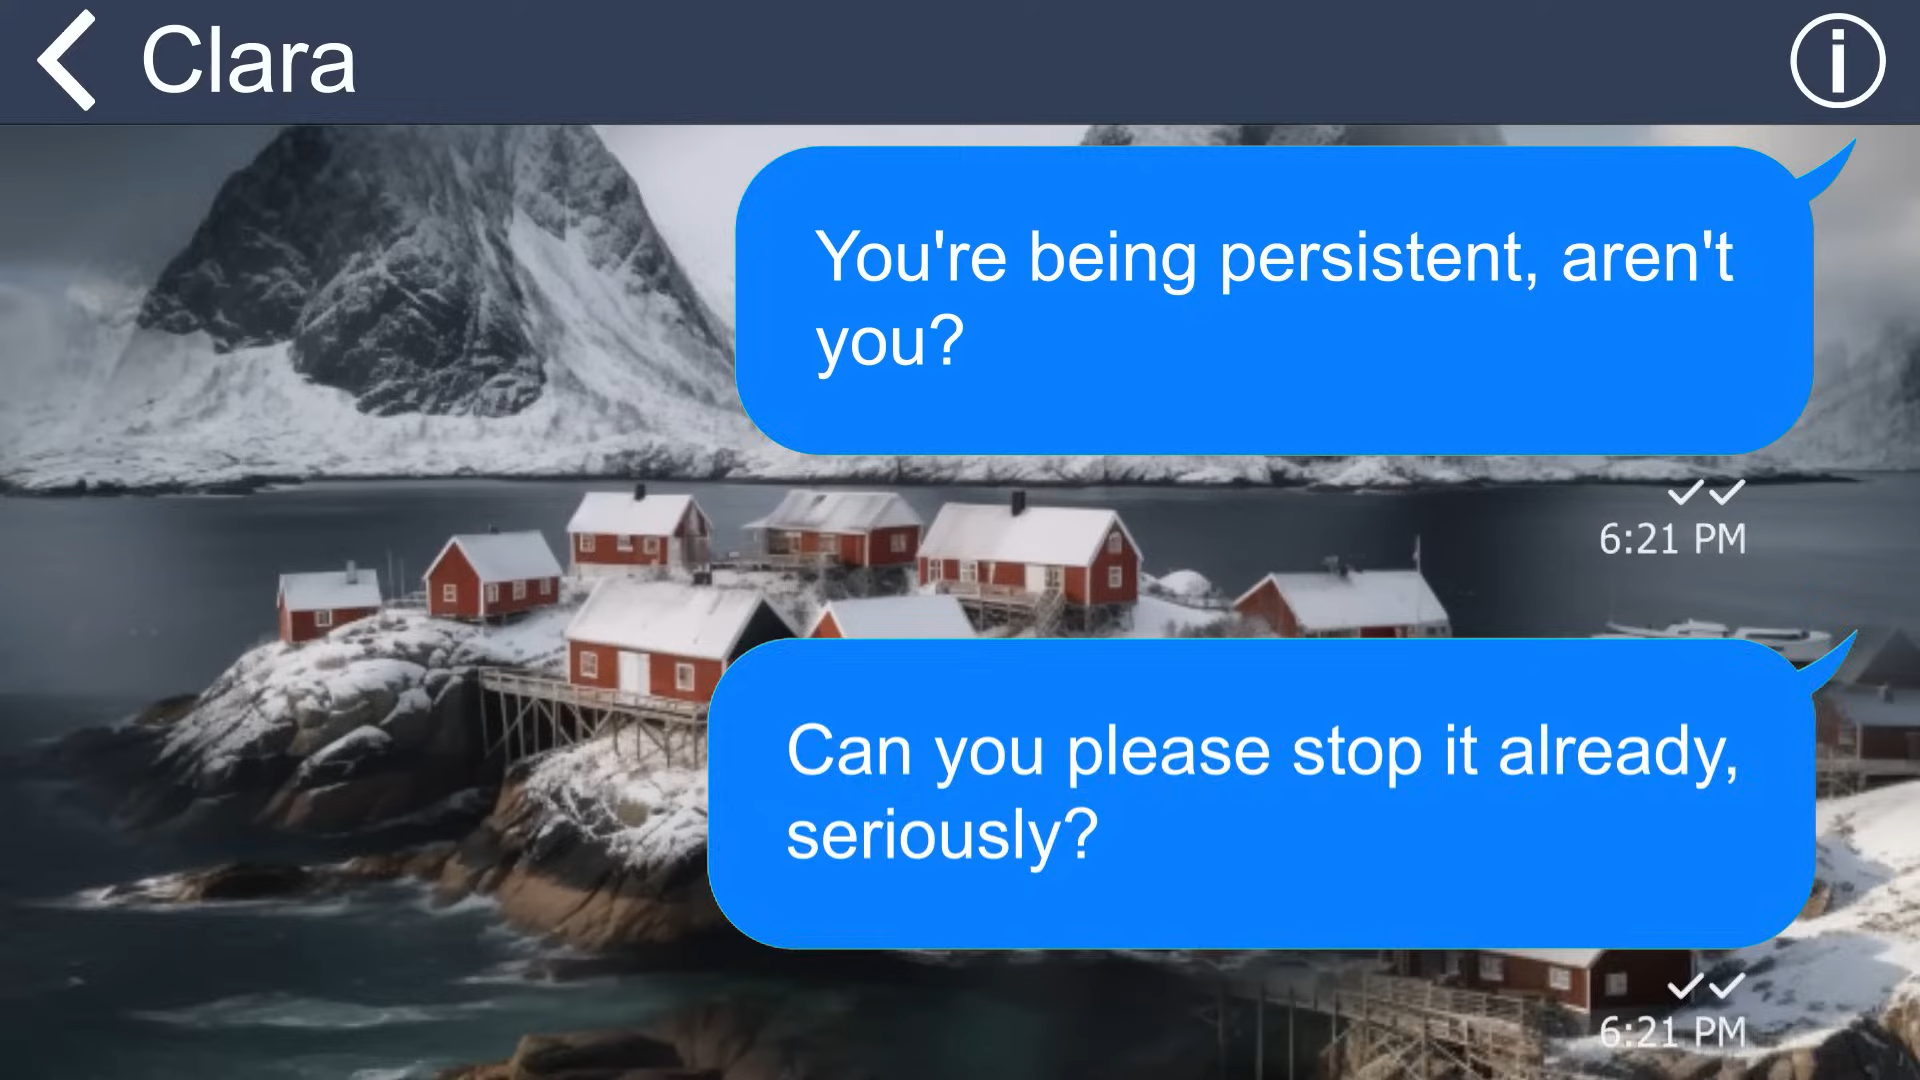 Clara
You're being persistent, aren't
you?
6:21 PM
Can you please stop it already,
seriously?
6:21 PM